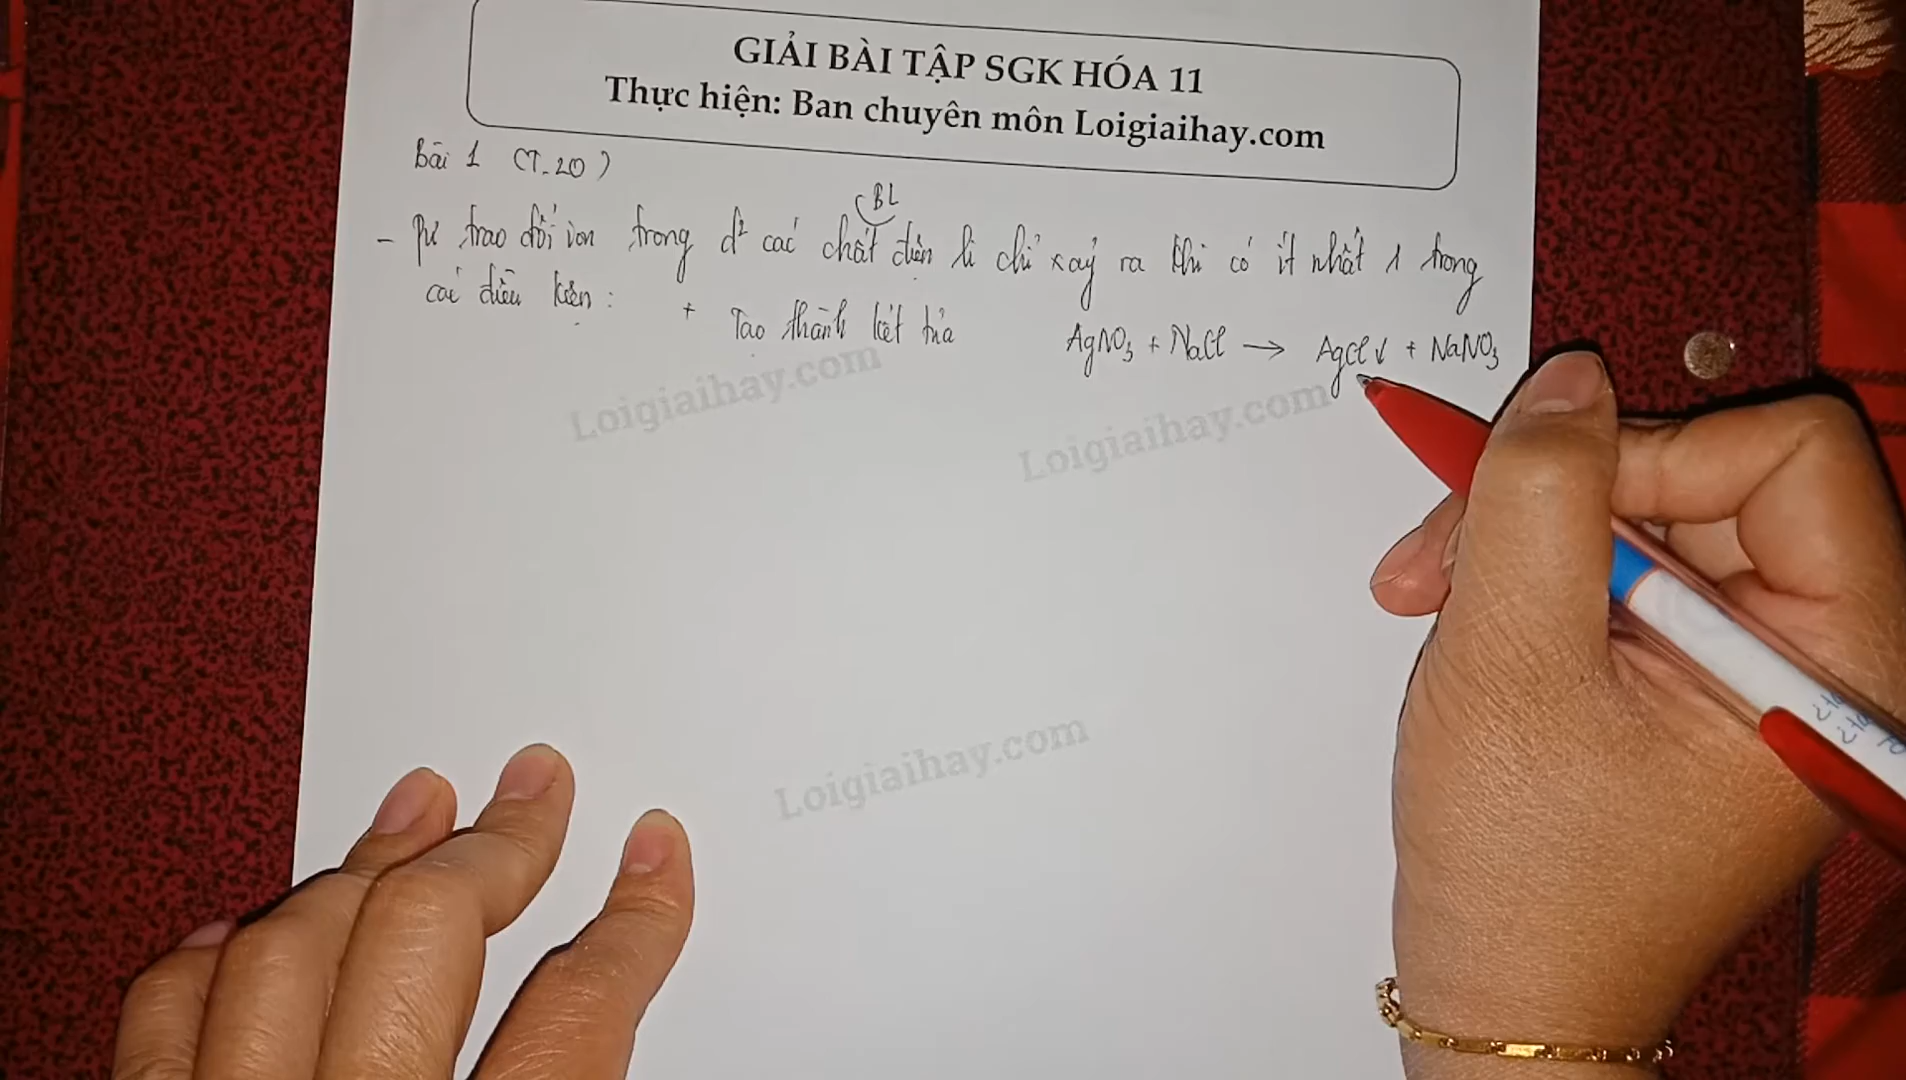 GIẢI BÀI TẬP SGK HÓA 11
Thực hiện: Ban chuyên môn Loigiaihay.com
Bài 1 (T-20)
BL
- Pư trao đổi ion trong d² các chất điện li chỉ xảy ra khi có ít nhất 1 trong
các điều kiện :
+ Tạo thành kết tủa AgNO₃ + NaCl → AgCl↓ + NaNO₃
Loigiaihay.com
Loigiaihay.com
Loigiaihay.com